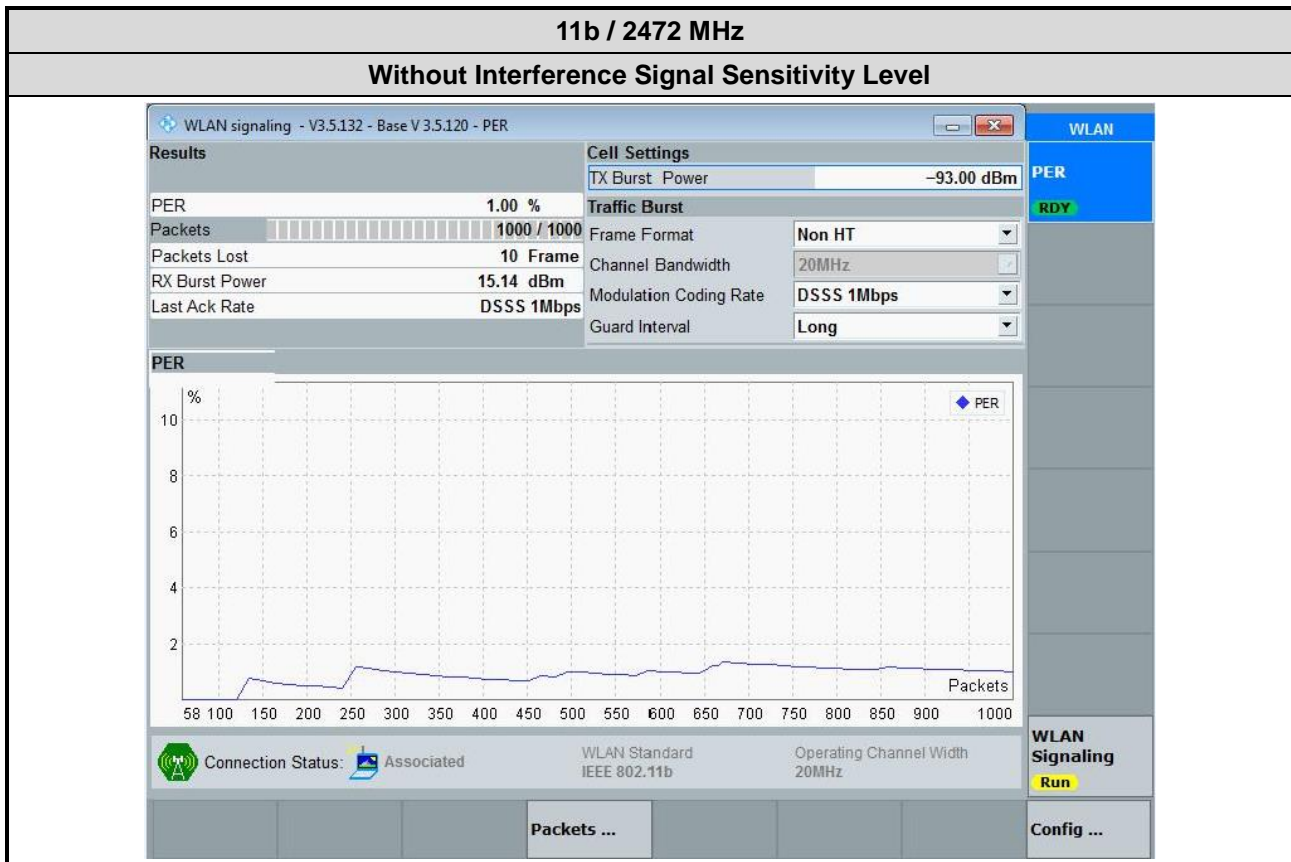 11b / 2472 MHz
Without Interference Signal Sensitivity Level
WLAN signaling - V3.5.132 - Base V 3.5.120 - PER
WLAN
Results
Cell Settings
TX Burst Power −93.00 dBm
PER
RDY
PER 1.00 %
Traffic Burst
Packets 1000 / 1000
Frame Format Non HT
Packets Lost 10 Frame
Channel Bandwidth 20MHz
RX Burst Power 15.14 dBm
Modulation Coding Rate DSSS 1Mbps
Last Ack Rate DSSS 1Mbps
Guard Interval Long
PER
%
PER
10
8
6
4
2
Packets
58 100 150 200 250 300 350 400 450 500 550 600 650 700 750 800 850 900 1000
Connection Status: Associated
WLAN Standard
IEEE 802.11b
Operating Channel Width
20MHz
WLAN
Signaling
Run
Packets ...
Config ...